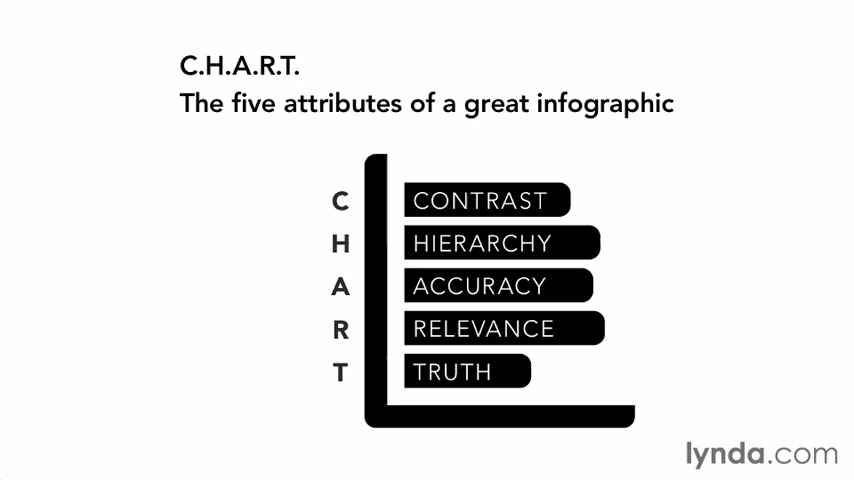 C.H.A.R.T.
The five attributes of a great infographic
C CONTRAST
H HIERARCHY
A ACCURACY
R RELEVANCE
T TRUTH
lynda.com